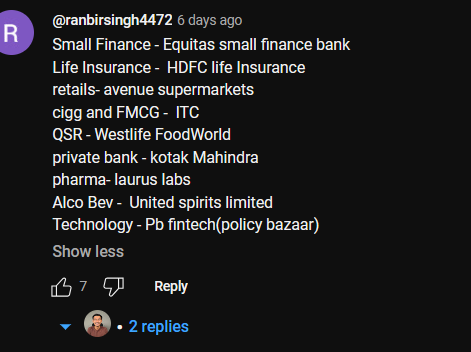 R
@ranbirsingh4472 6 days ago
Small Finance - Equitas small finance bank
Life Insurance -  HDFC life Insurance
retails- avenue supermarkets
cigg and FMCG -  ITC
QSR - Westlife FoodWorld
private bank - kotak Mahindra
pharma- laurus labs
Alco Bev -  United spirits limited
Technology - Pb fintech(policy bazaar)
Show less
7 Reply
• 2 replies